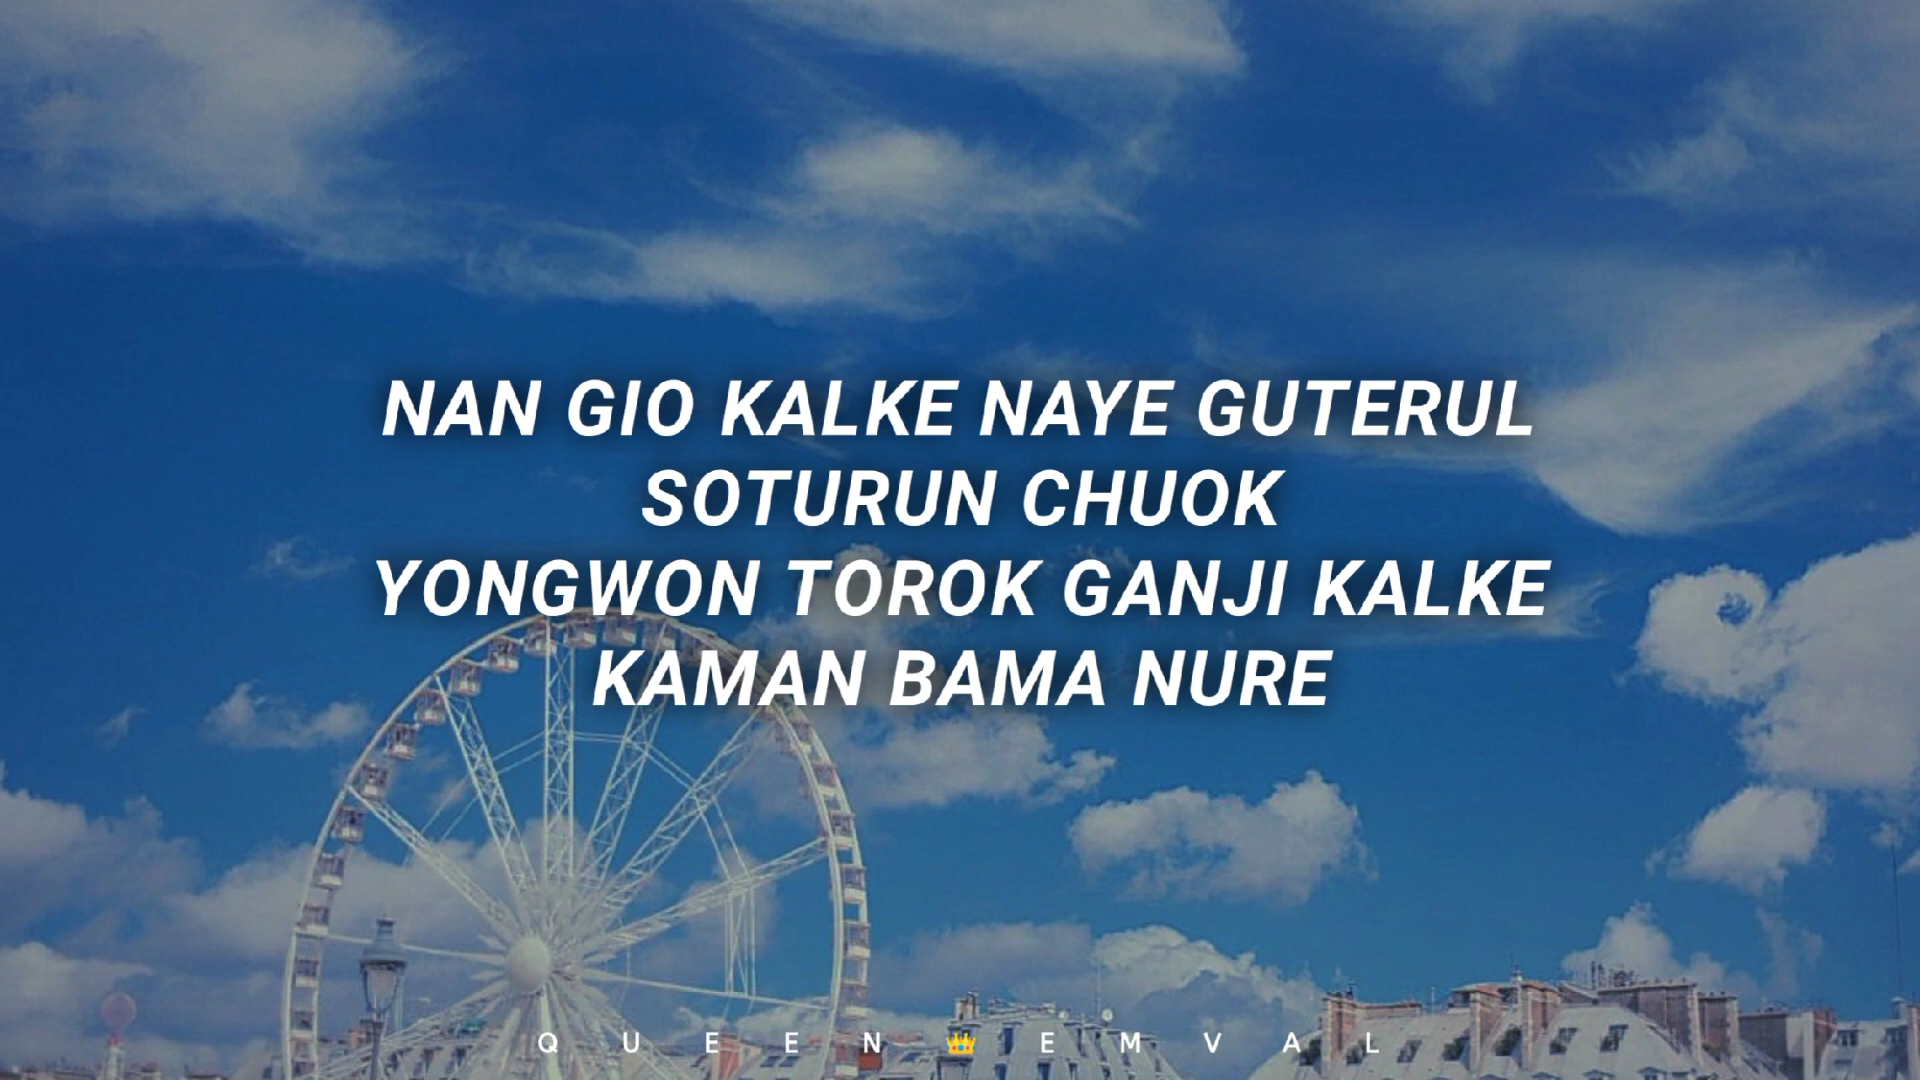 NAN GIO KALKE NAYE GUTERUL
SOTURUN CHUOK
YONGWON TOROK GANJI KALKE
KAMAN BAMA NURE
QUEEN👑EMVAL